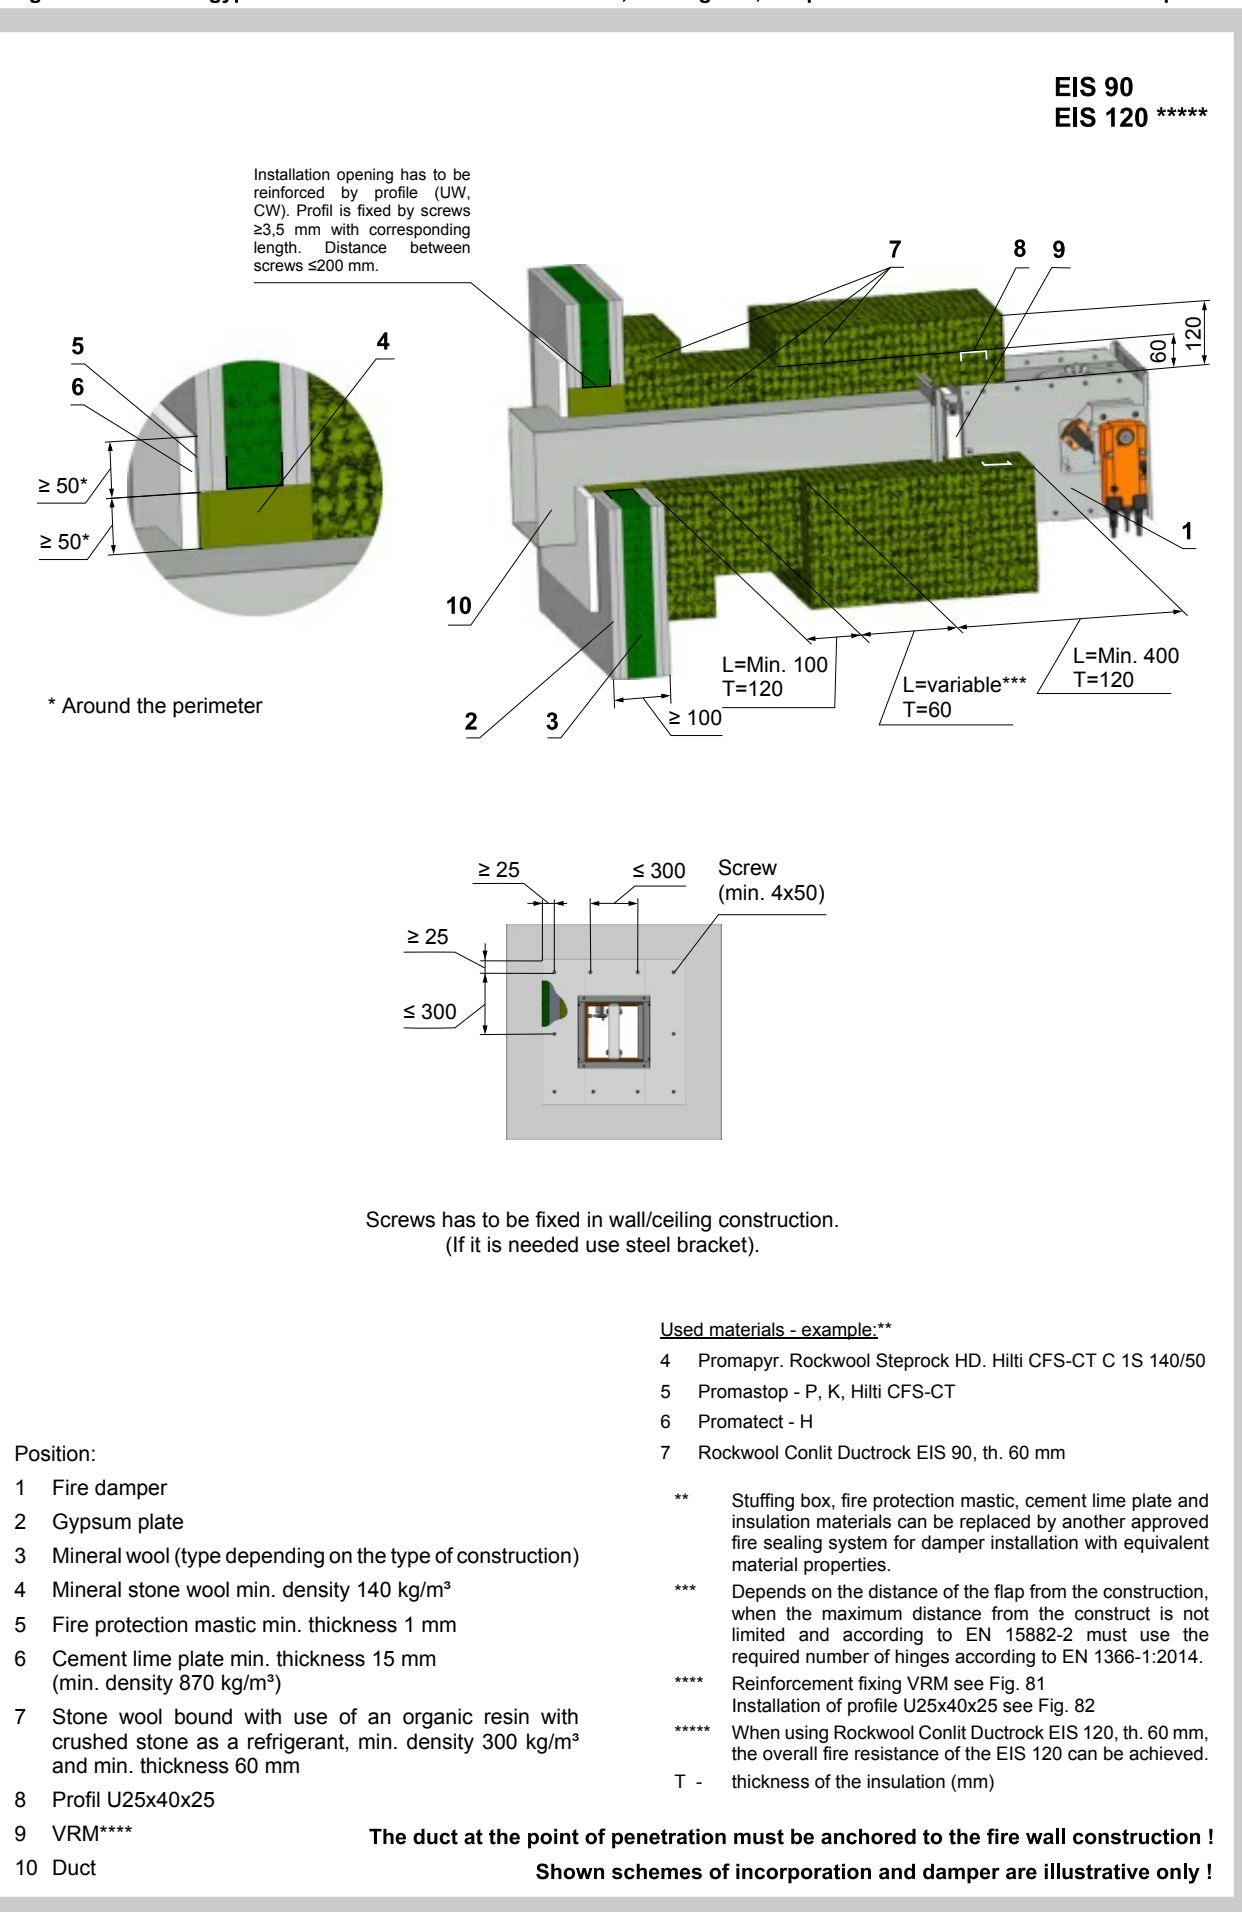 EIS 90
EIS 120 *****
Installation opening has to be
reinforced by profile (UW,
CW). Profil is fixed by screws
≥3,5 mm with corresponding
length. Distance between
screws ≤200 mm.
7
8
9
120
60
5
4
6
≥ 50*
≥ 50*
1
10
L=Min. 100
T=120
L=variable***
T=60
L=Min. 400
T=120
* Around the perimeter
2
3
≥ 100
≥ 25
≤ 300
Screw
(min. 4x50)
≥ 25
≤ 300
Screws has to be fixed in wall/ceiling construction.
(If it is needed use steel bracket).
Used materials - example:**
4 Promapyr. Rockwool Steprock HD. Hilti CFS-CT C 1S 140/50
5 Promastop - P, K, Hilti CFS-CT
6 Promatect - H
7 Rockwool Conlit Ductrock EIS 90, th. 60 mm
** Stuffing box, fire protection mastic, cement lime plate and
insulation materials can be replaced by another approved
fire sealing system for damper installation with equivalent
material properties.
*** Depends on the distance of the flap from the construction,
when the maximum distance from the construct is not
limited and according to EN 15882-2 must use the
required number of hinges according to EN 1366-1:2014.
**** Reinforcement fixing VRM see Fig. 81
Installation of profile U25x40x25 see Fig. 82
***** When using Rockwool Conlit Ductrock EIS 120, th. 60 mm,
the overall fire resistance of the EIS 120 can be achieved.
T - thickness of the insulation (mm)
Position:
1 Fire damper
2 Gypsum plate
3 Mineral wool (type depending on the type of construction)
4 Mineral stone wool min. density 140 kg/m³
5 Fire protection mastic min. thickness 1 mm
6 Cement lime plate min. thickness 15 mm
(min. density 870 kg/m³)
7 Stone wool bound with use of an organic resin with
crushed stone as a refrigerant, min. density 300 kg/m³
and min. thickness 60 mm
8 Profil U25x40x25
9 VRM****
10 Duct
The duct at the point of penetration must be anchored to the fire wall construction !
Shown schemes of incorporation and damper are illustrative only !